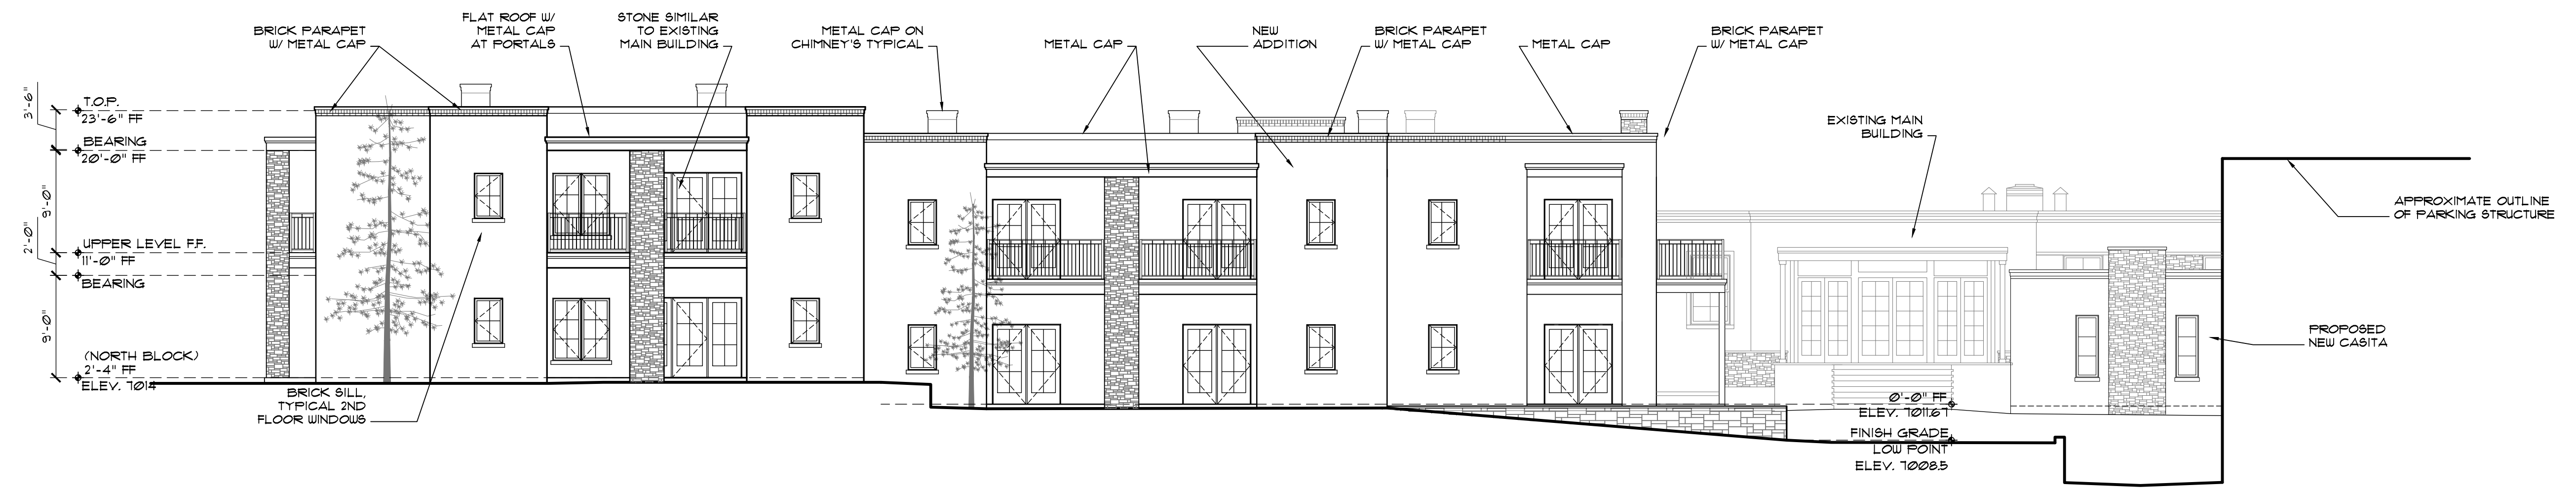 BRICK PARAPET
W/ METAL CAP
FLAT ROOF W/
METAL CAP
AT PORTALS
STONE SIMILAR
TO EXISTING
MAIN BUILDING
METAL CAP ON
CHIMNEY'S TYPICAL
METAL CAP
NEW
ADDITION
BRICK PARAPET
W/ METAL CAP
METAL CAP
BRICK PARAPET
W/ METAL CAP
EXISTING MAIN
BUILDING
APPROXIMATE OUTLINE
OF PARKING STRUCTURE
PROPOSED
NEW CASITA
3'-6"
T.O.P.
23'-6" FF
BEARING
20'-0" FF
9'-0"
2'-0"
UPPER LEVEL F.F.
11'-0" FF
BEARING
9'-0"
(NORTH BLOCK)
2'-4" FF
ELEV. 7014
BRICK SILL,
TYPICAL 2ND
FLOOR WINDOWS
0'-0" FF
ELEV. 7011.67
FINISH GRADE
LOW POINT
ELEV. 7008.5